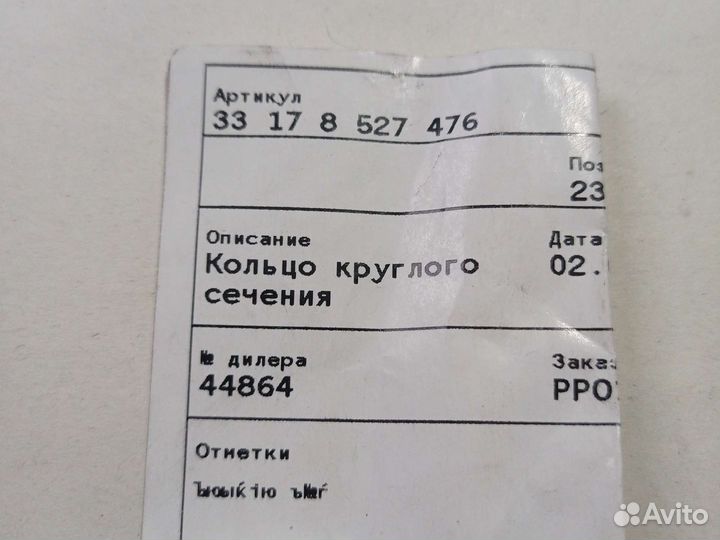 Артикул
33 17 8 527 476
Поз
23
Описание
Дата
Кольцо круглого
02.
сечения
№ дилера
Заказ
44864
PP0
Отметки
Avito